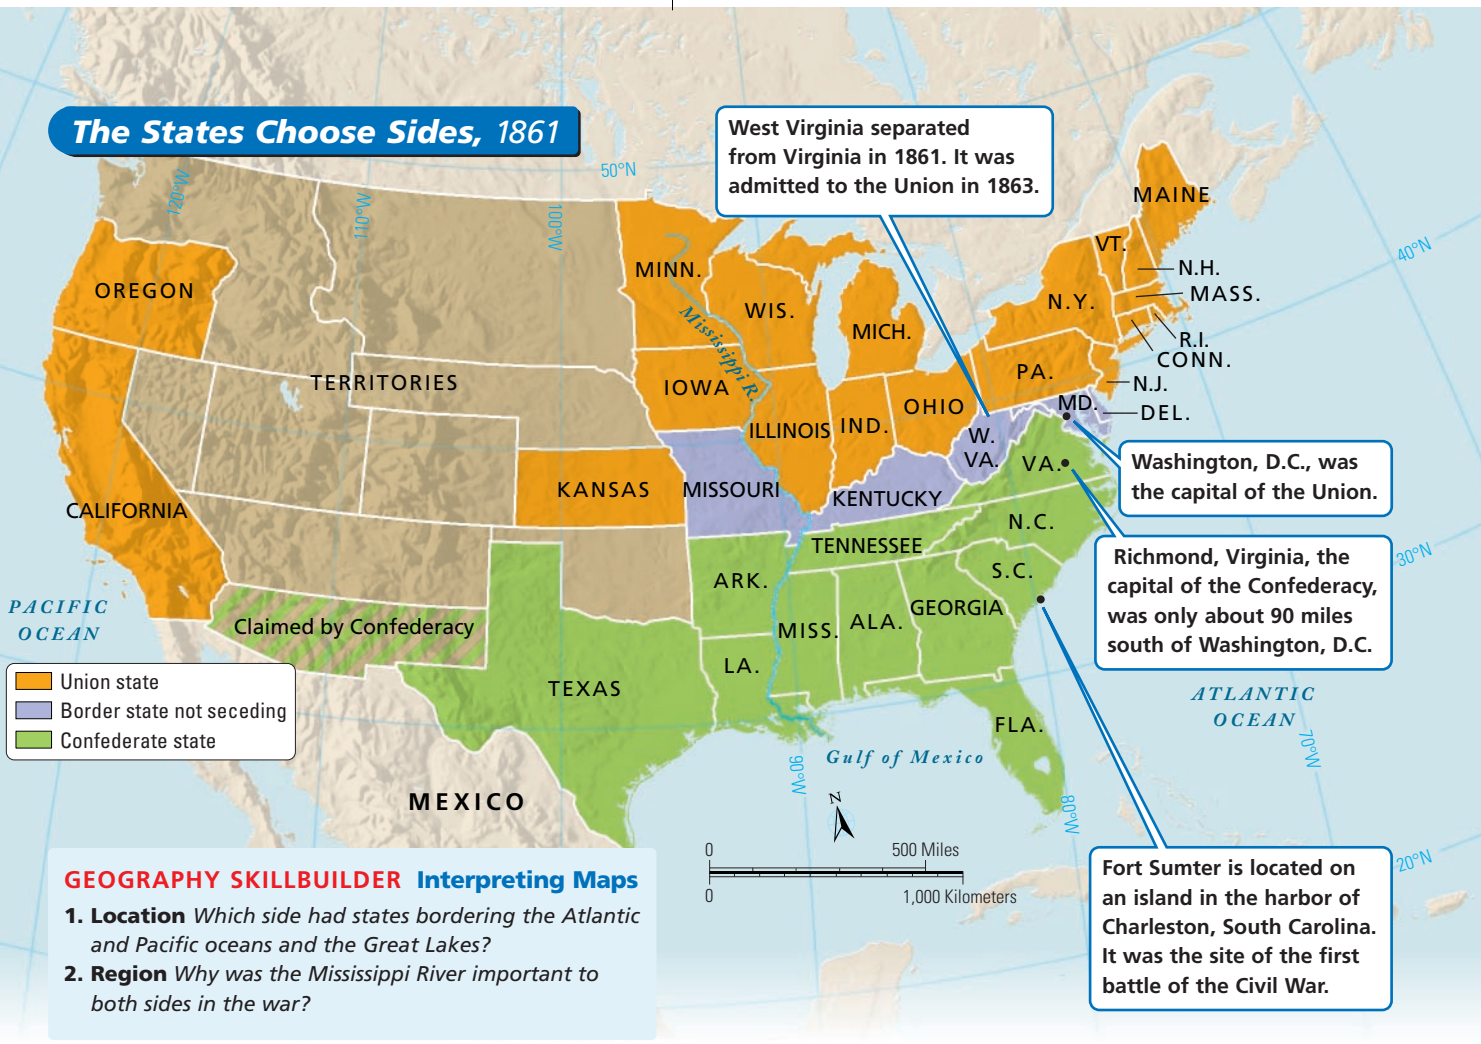 The States Choose Sides, 1861
West Virginia separated
from Virginia in 1861. It was
admitted to the Union in 1863.
50°N
120°W
110°W
100°W
40°N
MAINE
VT.
N.H.
MASS.
N.Y.
R.I.
CONN.
PA.
N.J.
MD.
DEL.
OREGON
MINN.
WIS.
MICH.
Mississippi R.
TERRITORIES
IOWA
OHIO
ILLINOIS
IND.
W.
VA.
VA.
Washington, D.C., was
the capital of the Union.
KANSAS
MISSOURI
KENTUCKY
CALIFORNIA
N.C.
TENNESSEE
Richmond, Virginia, the
capital of the Confederacy,
was only about 90 miles
south of Washington, D.C.
30°N
ARK.
S.C.
GEORGIA
PACIFIC
OCEAN
Claimed by Confederacy
MISS.
ALA.
LA.
TEXAS
Union state
Border state not seceding
Confederate state
ATLANTIC
OCEAN
70°W
FLA.
Gulf of Mexico
90°W
80°W
MEXICO
N
0
500 Miles
0
1,000 Kilometers
20°N
Fort Sumter is located on
an island in the harbor of
Charleston, South Carolina.
It was the site of the first
battle of the Civil War.
GEOGRAPHY SKILLBUILDER Interpreting Maps
1. Location Which side had states bordering the Atlantic
and Pacific oceans and the Great Lakes?
2. Region Why was the Mississippi River important to
both sides in the war?